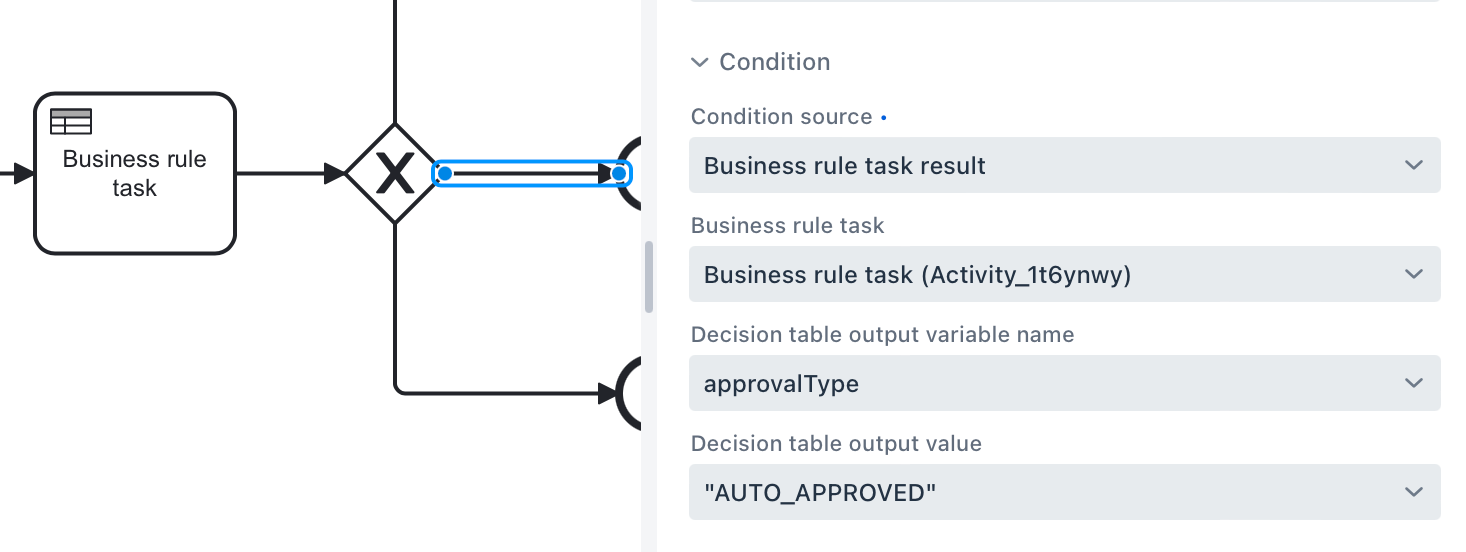 Business rule
task
X
Condition
Condition source
Business rule task result
Business rule task
Business rule task (Activity_1t6ynwy)
Decision table output variable name
approvalType
Decision table output value
"AUTO_APPROVED"